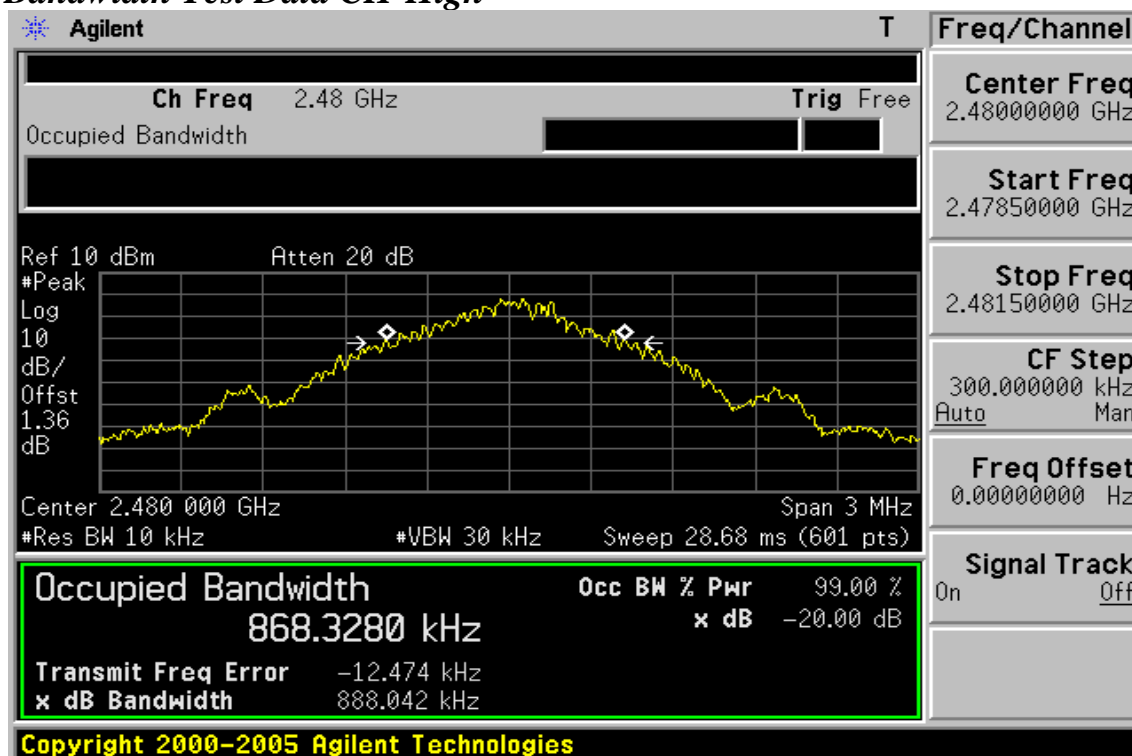 Bandwidth Test Data CH-High
Agilent
T
Freq/Channel
Ch Freq 2.48 GHz
Trig Free
Occupied Bandwidth
Center Freq
2.48000000 GHz
Start Freq
2.47850000 GHz
Stop Freq
2.48150000 GHz
CF Step
300.000000 kHz
Auto Man
Freq Offset
0.00000000 Hz
Signal Track
On Off
Ref 10 dBm
Atten 20 dB
#Peak
Log
10
dB/
Offst
1.36
dB
Center 2.480 000 GHz
Span 3 MHz
#Res BW 10 kHz
#VBW 30 kHz
Sweep 28.68 ms (601 pts)
Occupied Bandwidth
868.3280 kHz
Occ BW % Pwr 99.00 %
x dB -20.00 dB
Transmit Freq Error -12.474 kHz
x dB Bandwidth 888.042 kHz
Copyright 2000-2005 Agilent Technologies